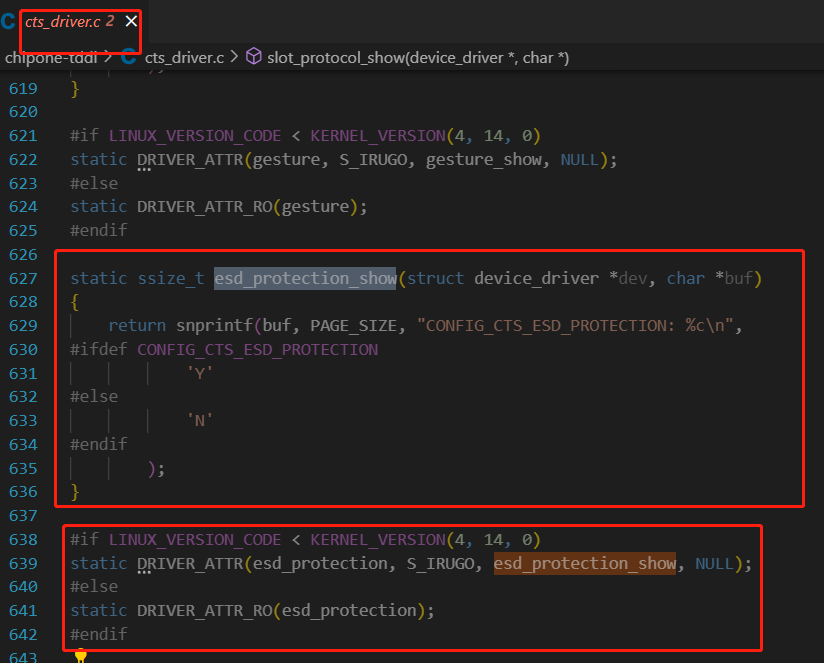 cts_driver.c 2 ×
chipone-tddi > C cts_driver.c > slot_protocol_show(device_driver *, char *)
619 }
620
621 #if LINUX_VERSION_CODE < KERNEL_VERSION(4, 14, 0)
622 static DRIVER_ATTR(gesture, S_IRUGO, gesture_show, NULL);
623 #else
624 static DRIVER_ATTR_RO(gesture);
625 #endif
626
627 static ssize_t esd_protection_show(struct device_driver *dev, char *buf)
628 {
629 return snprintf(buf, PAGE_SIZE, "CONFIG_CTS_ESD_PROTECTION: %c\n",
630 #ifdef CONFIG_CTS_ESD_PROTECTION
631 'Y'
632 #else
633 'N'
634 #endif
635 );
636 }
637
638 #if LINUX_VERSION_CODE < KERNEL_VERSION(4, 14, 0)
639 static DRIVER_ATTR(esd_protection, S_IRUGO, esd_protection_show, NULL);
640 #else
641 static DRIVER_ATTR_RO(esd_protection);
642 #endif
643